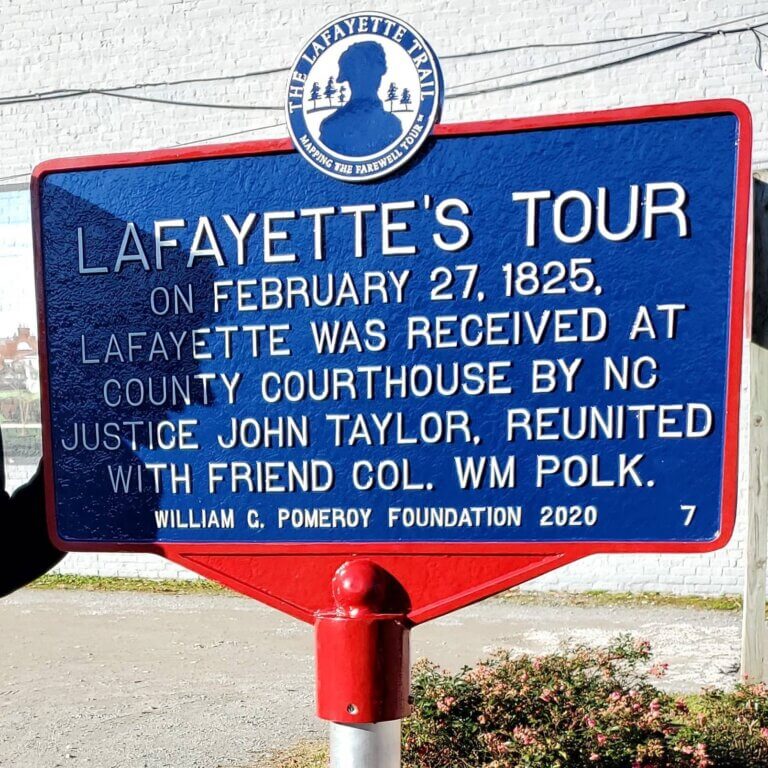 THE LAFAYETTE TRAIL
MAPPING THE FAREWELL TOUR
LAFAYETTE'S TOUR
ON FEBRUARY 27, 1825,
LAFAYETTE WAS RECEIVED AT
COUNTY COURTHOUSE BY NC
JUSTICE JOHN TAYLOR, REUNITED
WITH FRIEND COL. WM POLK.
WILLIAM G. POMEROY FOUNDATION 2020 7